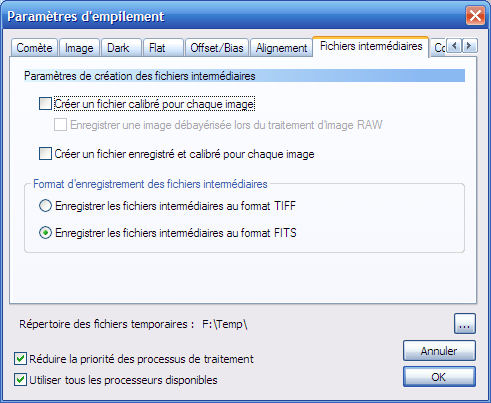 Paramètres d'empilement
Comète Image Dark Flat Offset/Bias Alignement Fichiers intermédiaires
Paramètres de création des fichiers intermédiaires
Créer un fichier calibré pour chaque image
Enregistrer une image débayérisée lors du traitement d'image RAW
Créer un fichier enregistré et calibré pour chaque image
Format d'enregistrement des fichiers intermédiaires
Enregistrer les fichiers intermédiaires au format TIFF
Enregistrer les fichiers intermédiaires au format FITS
Répertoire des fichiers temporaires : F:\Temp\ ...
Réduire la priorité des processus de traitement
Annuler
Utiliser tous les processeurs disponibles
OK